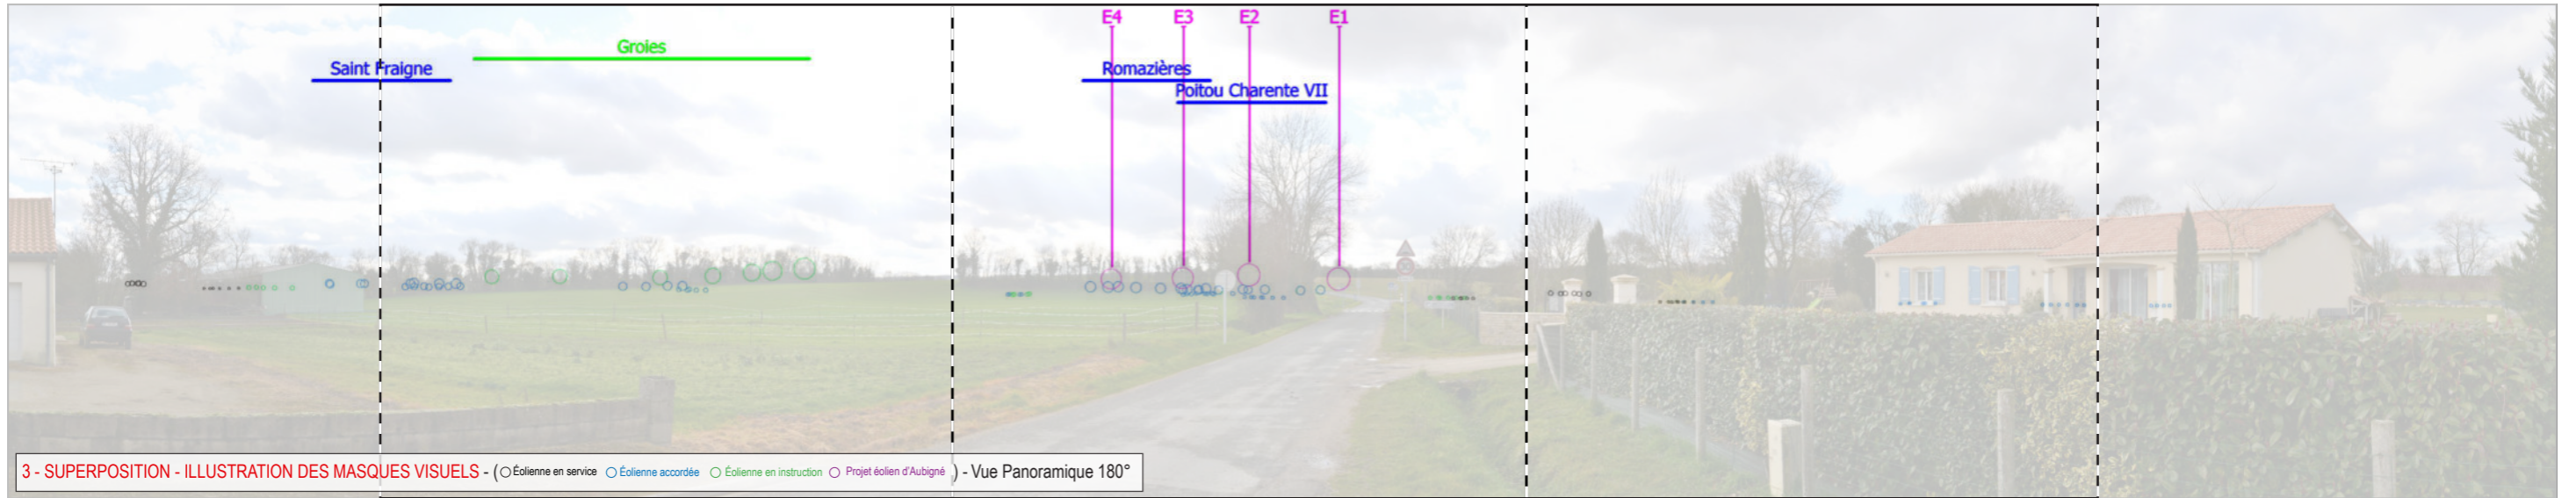 E4 E3 E2 E1
Groies
Saint Fraigne
Romazières
Poitou Charente VII
3 - SUPERPOSITION - ILLUSTRATION DES MASQUES VISUELS - ( Éolienne en service Éolienne accordée Éolienne en instruction Projet éolien d'Aubigné ) - Vue Panoramique 180°